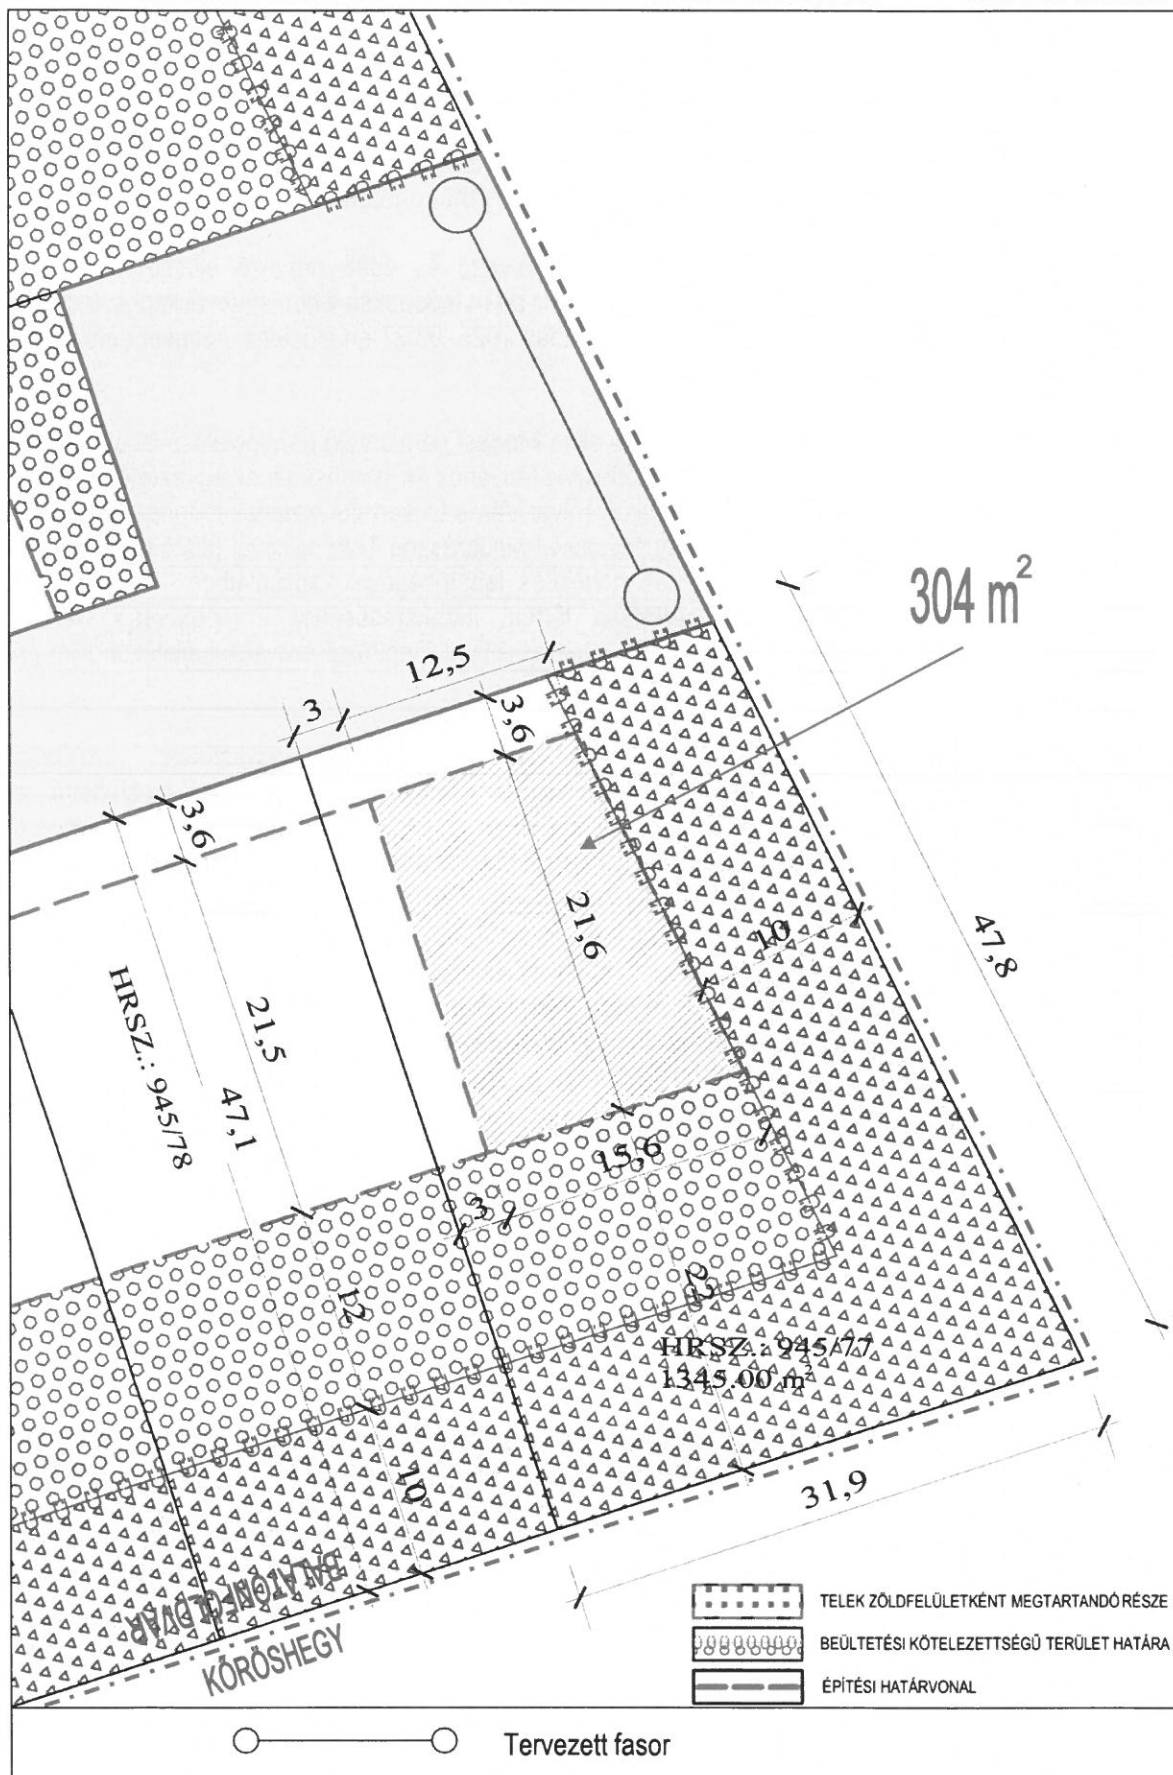 304 m²
12,5
3
3,6
3,6
47,8
21,6
10
HRSZ.: 945/78
21,5
47,1
15,6
3
12
22
HRSZ.: 945/77
1345.00 m²
10
31,9
BALATONFÖLDVÁR
KŐRÖSHEGY
TELEK ZÖLDFELÜLETKÉNT MEGTARTANDÓ RÉSZE
BEÜLTETÉSI KÖTELEZETTSÉGŰ TERÜLET HATÁRA
ÉPÍTÉSI HATÁRVONAL
Tervezett fasor